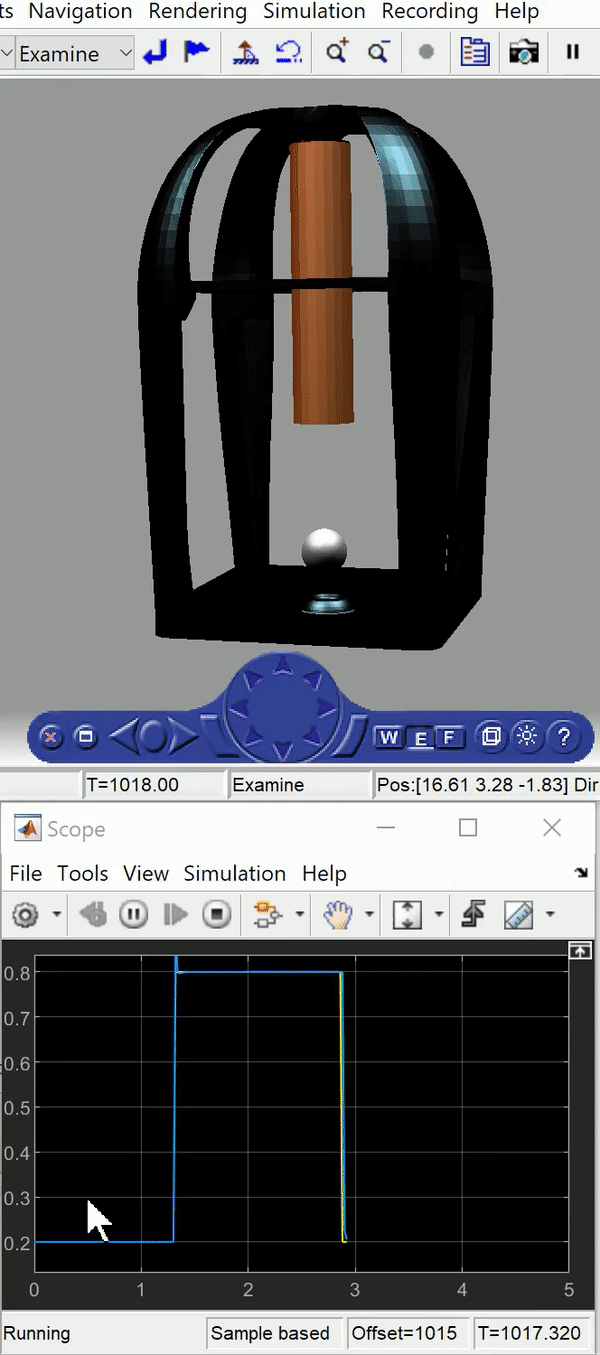 ts Navigation Rendering Simulation Recording Help
Examine
W E F ?
T=1018.00 Examine Pos:[16.61 3.28 -1.83] Dir
Scope
File Tools View Simulation Help
0.8
0.7
0.6
0.5
0.4
0.3
0.2
0 1 2 3 4 5
Running Sample based Offset=1015 T=1017.320